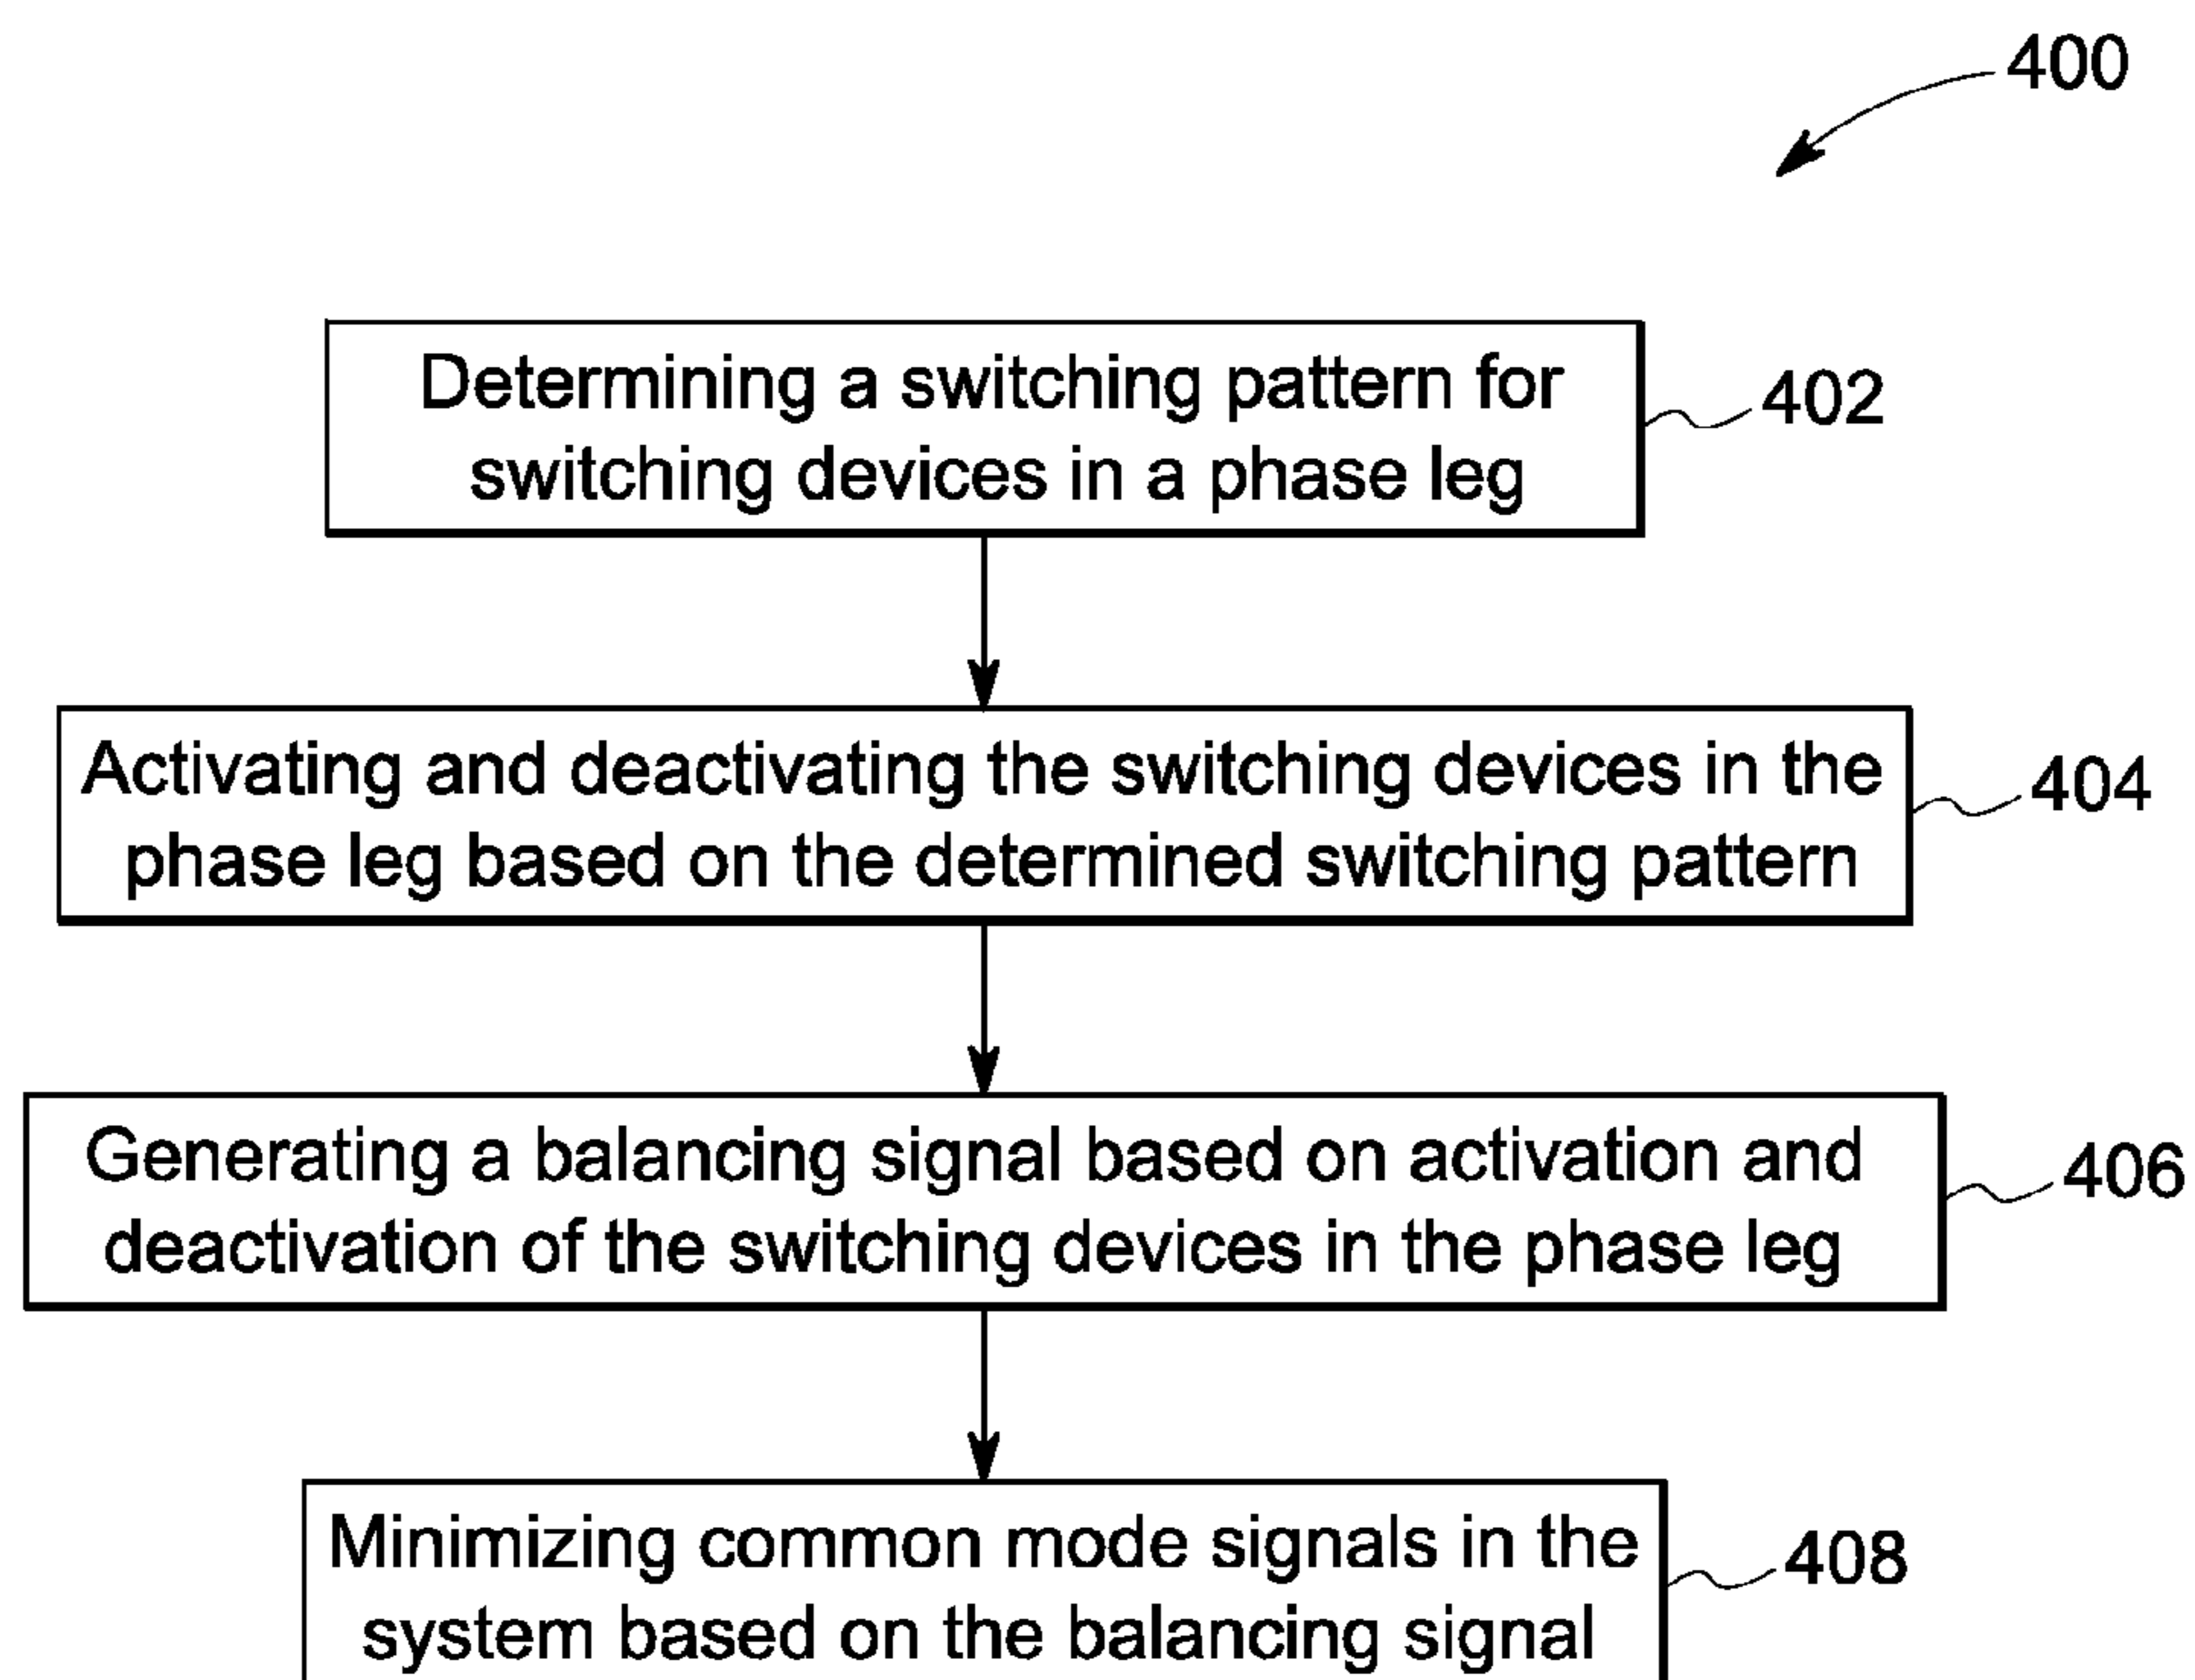 400
Determining a switching pattern for
switching devices in a phase leg
402
Activating and deactivating the switching devices in the
phase leg based on the determined switching pattern
404
Generating a balancing signal based on activation and
deactivation of the switching devices in the phase leg
406
Minimizing common mode signals in the
system based on the balancing signal
408